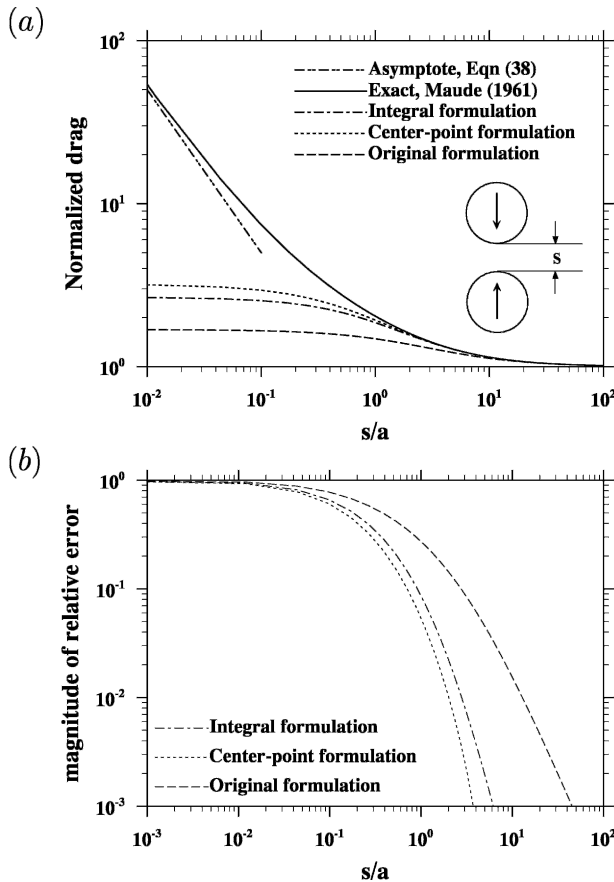 (a)
10²
Asymptote, Eqn (38)
Exact, Maude (1961)
Integral formulation
Center-point formulation
Original formulation
Normalized drag
10¹
s
10⁰
10⁻² 10⁻¹ 10⁰ 10¹ 10²
s/a
(b)
10⁰
magnitude of relative error
10⁻¹
10⁻²
Integral formulation
Center-point formulation
Original formulation
10⁻³
10⁻³ 10⁻² 10⁻¹ 10⁰ 10¹ 10²
s/a